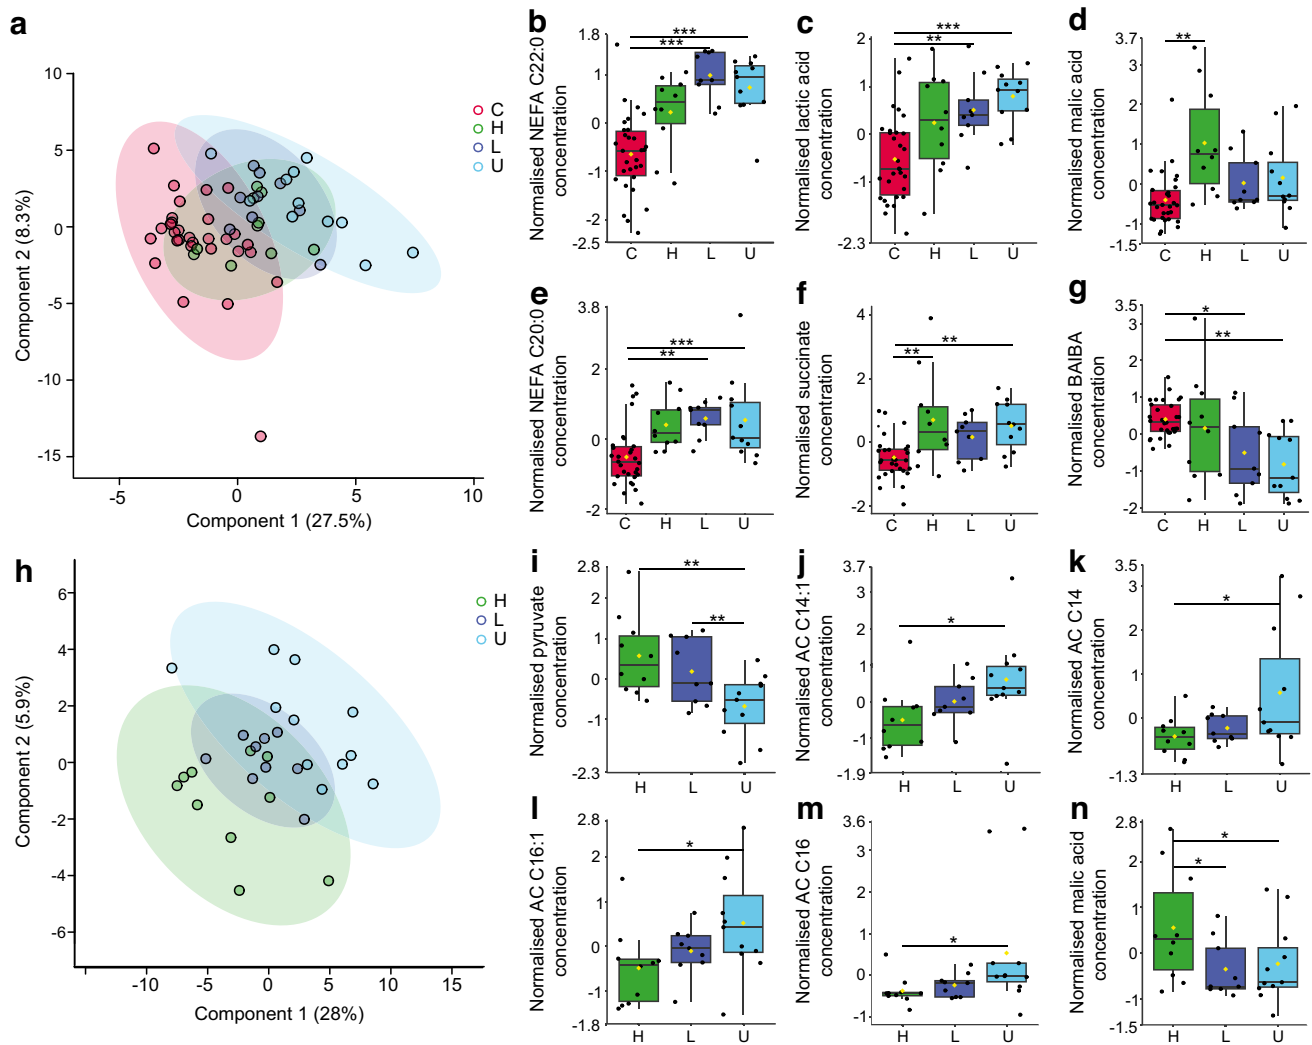 a
10
5
0
-5
-10
-15
Component 2 (8.3%)
-5
0
5
10
Component 1 (27.5%)
C
H
L
U
b
Normalised NEFA C22:0
concentration
1.8
1
0
-1
-2
-2.5
***
***
C H L U
c
Normalised lactic acid
concentration
2
1
0
-1
-2.3
***
**
C H L U
d
Normalised malic acid
concentration
3.7
3
2
1
0
-1
-1.5
**
C H L U
e
Normalised NEFA C20:0
concentration
3.8
2
0
-2
***
**
C H L U
f
Normalised succinate
concentration
4
2
0
-2
**
**
C H L U
g
Normalised BAIBA
concentration
3.5
3
2
1
0
-1
-2
*
**
C H L U
h
6
4
2
0
-2
-4
-6
Component 2 (5.9%)
-10
-5
0
5
10
15
Component 1 (28%)
H
L
U
i
Normalised pyruvate
concentration
2.8
2
1
0
-1
-2.3
**
**
H L U
j
Normalised AC C14:1
concentration
3.7
3
2
1
0
-1
-1.9
*
H L U
k
Normalised AC C14
concentration
3.5
3
2
1
0
-1.3
*
H L U
l
Normalised AC C16:1
concentration
2.8
2
1
0
-1
-1.8
*
H L U
m
Normalised AC C16
concentration
3.6
3
2
1
0
-1
*
H L U
n
Normalised malic acid
concentration
2.8
2
1
0
-1
-1.5
*
*
H L U